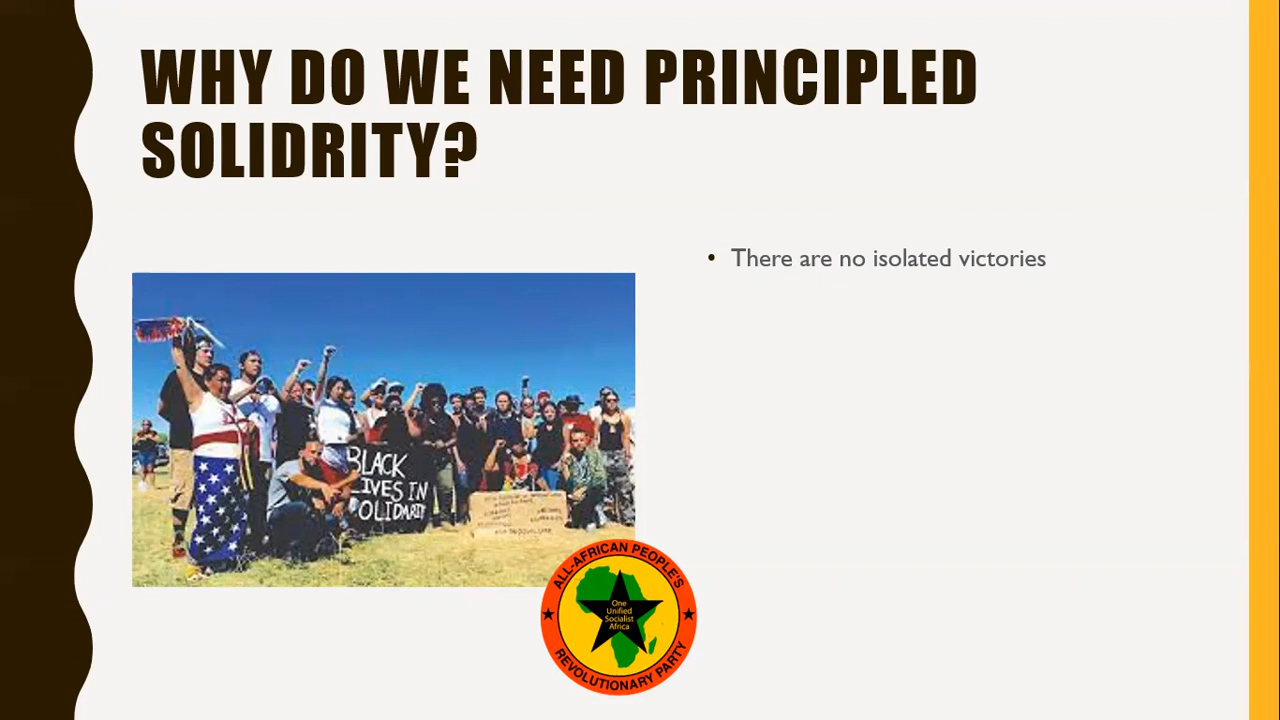 WHY DO WE NEED PRINCIPLED
SOLIDRITY?
• There are no isolated victories
BLACK
LIVES IN
SOLIDARITY
ALL-AFRICAN PEOPLE'S
One
Unified
Socialist
Africa
REVOLUTIONARY PARTY